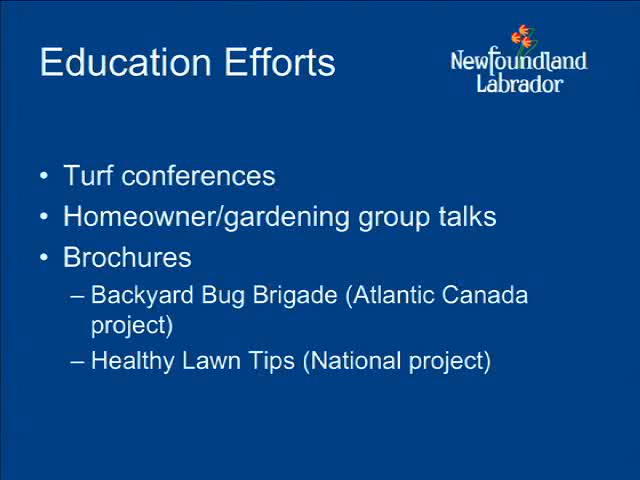 Education Efforts
Newfoundland
Labrador
• Turf conferences
• Homeowner/gardening group talks
• Brochures
– Backyard Bug Brigade (Atlantic Canada
project)
– Healthy Lawn Tips (National project)